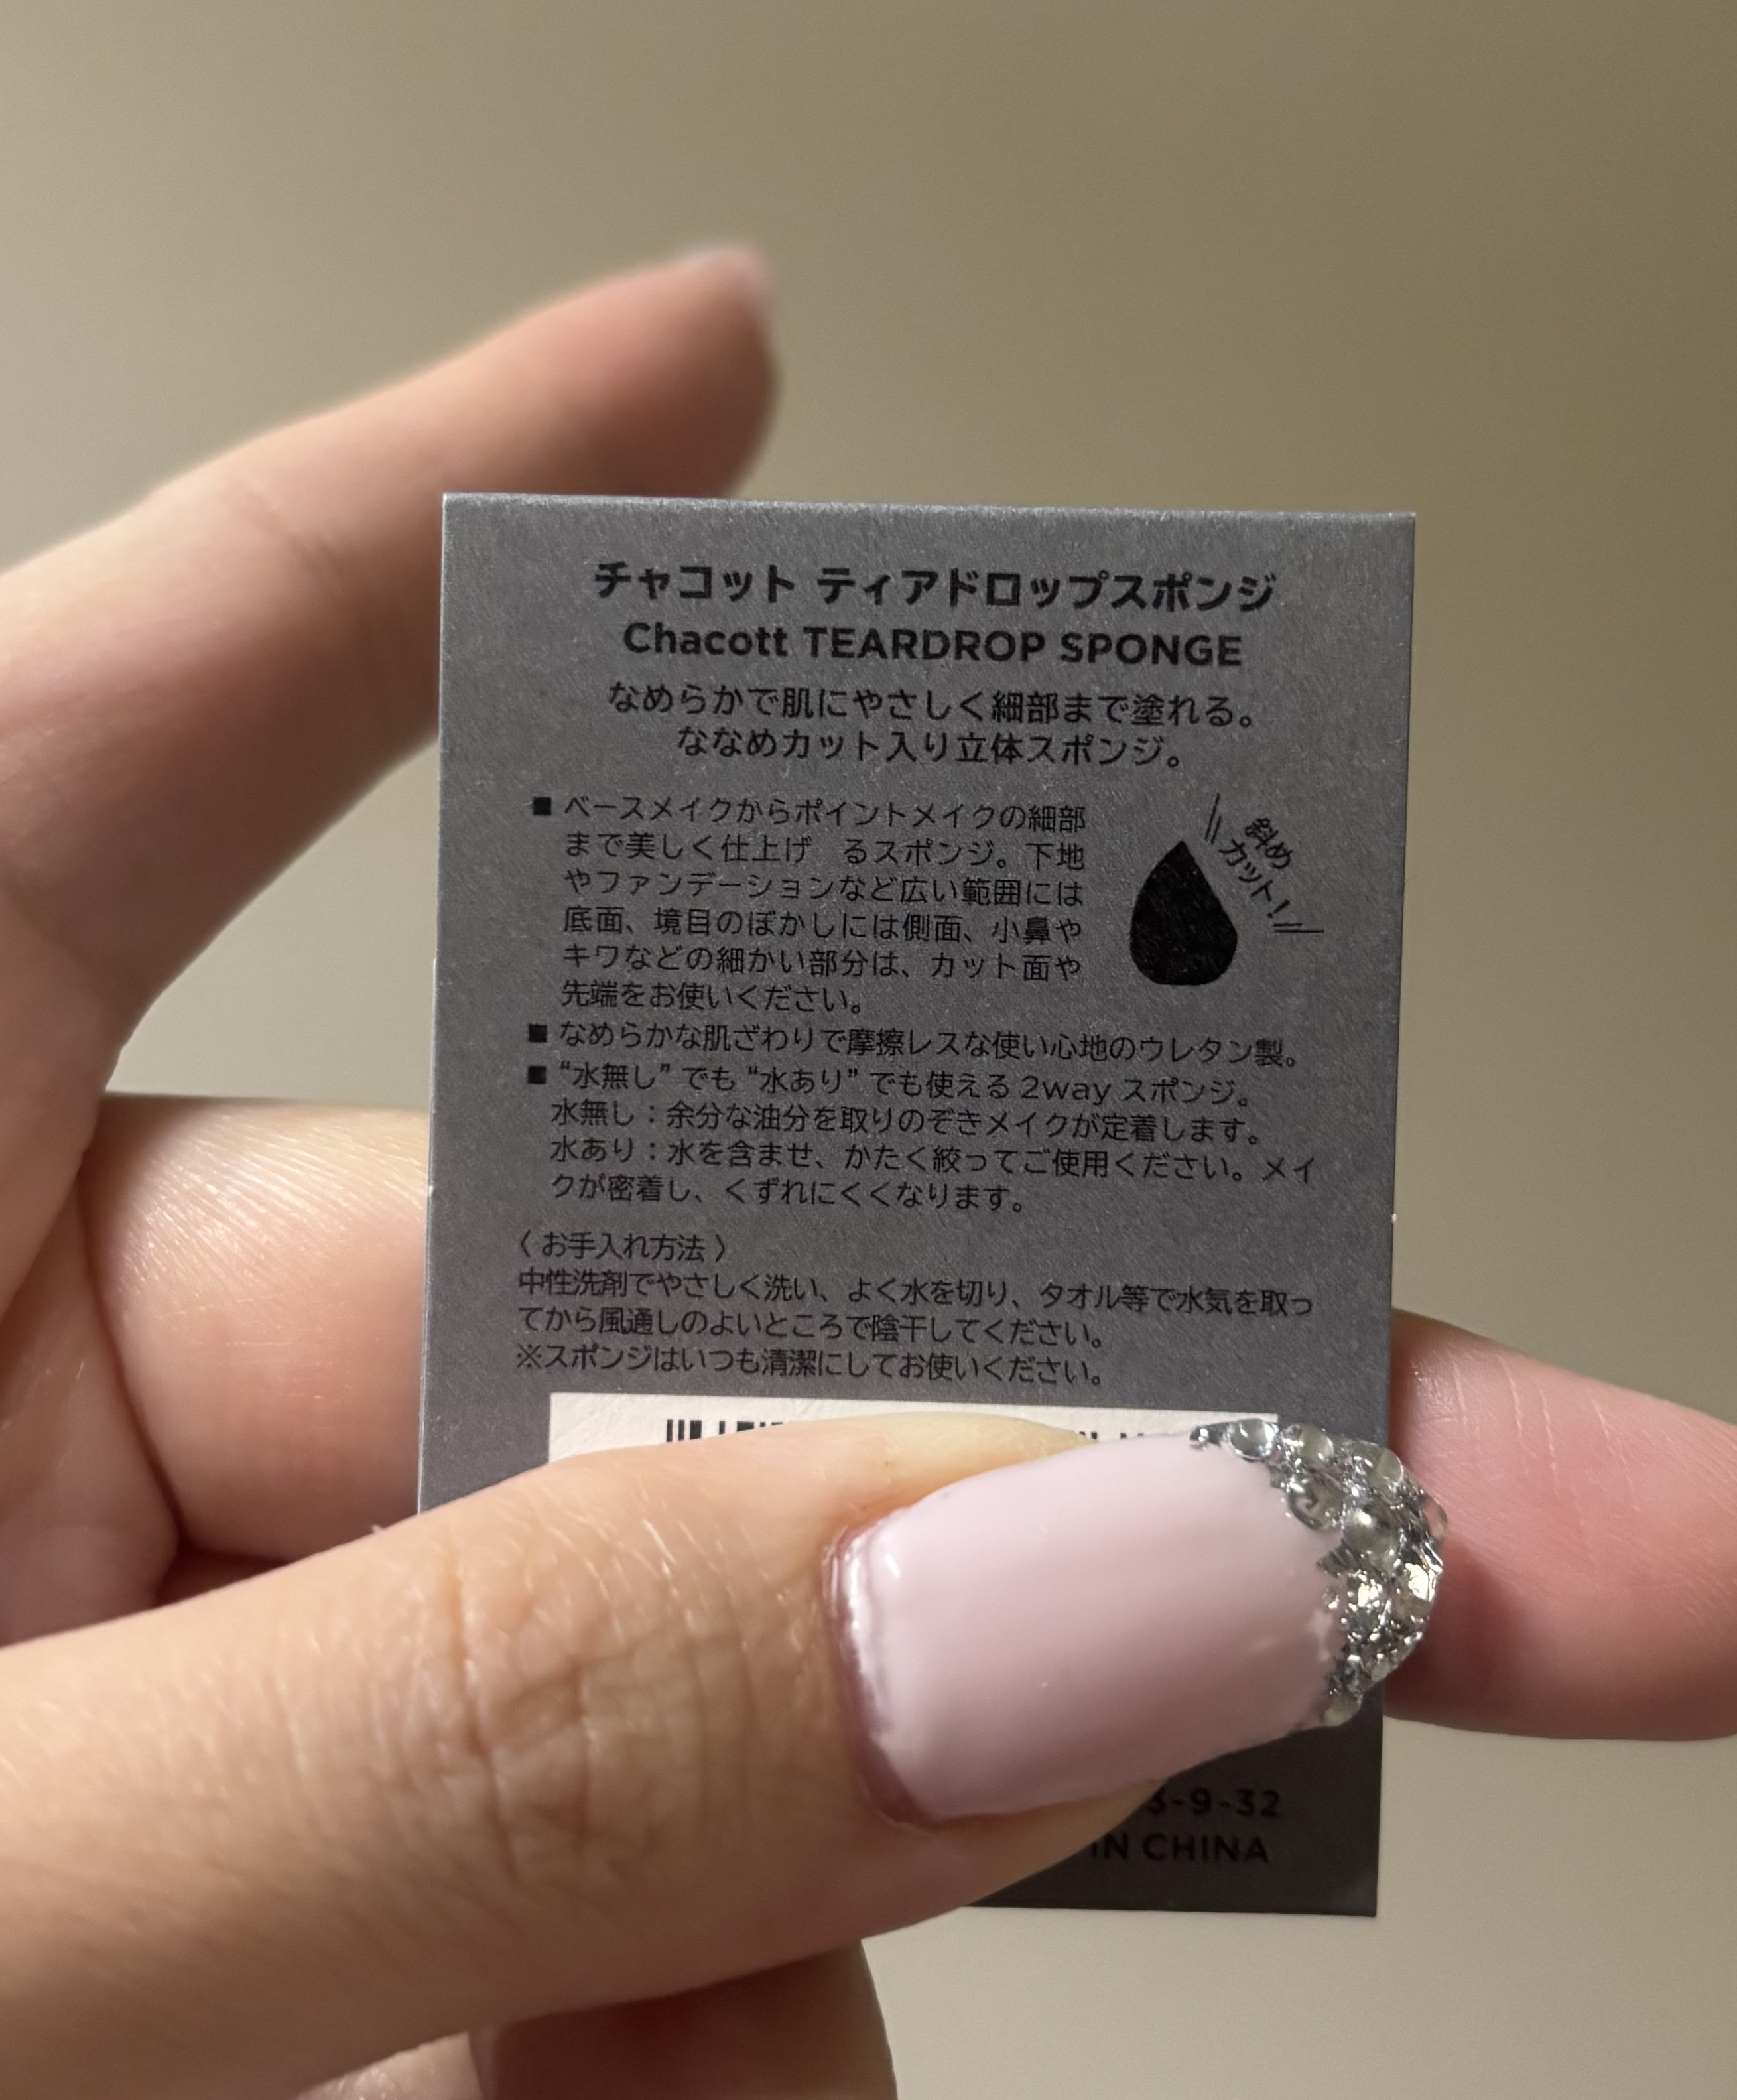 チャコット ティアドロップスポンジ
Chacott TEARDROP SPONGE
なめらかで肌にやさしく細部まで塗れる。
ななめカット入り立体スポンジ。
■ ベースメイクからポイントメイクの細部
まで美しく仕上げ　るスポンジ。下地
やファンデーションなど広い範囲には
底面、境目のぼかしには側面、小鼻や
キワなどの細かい部分は、カット面や
先端をお使いください。
斜め
カット！
■ なめらかな肌ざわりで摩擦レスな使い心地のウレタン製。
■ “水無し” でも “水あり” でも使える 2way スポンジ。
水無し：余分な油分を取りのぞきメイクが定着します。
水あり：水を含ませ、かたく絞ってご使用ください。メイ
クが密着し、くずれにくくなります。
〈 お手入れ方法 〉
中性洗剤でやさしく洗い、よく水を切り、タオル等で水気を取っ
てから風通しのよいところで陰干ししてください。
※スポンジはいつも清潔にしてお使いください。
3-9-32
IN CHINA